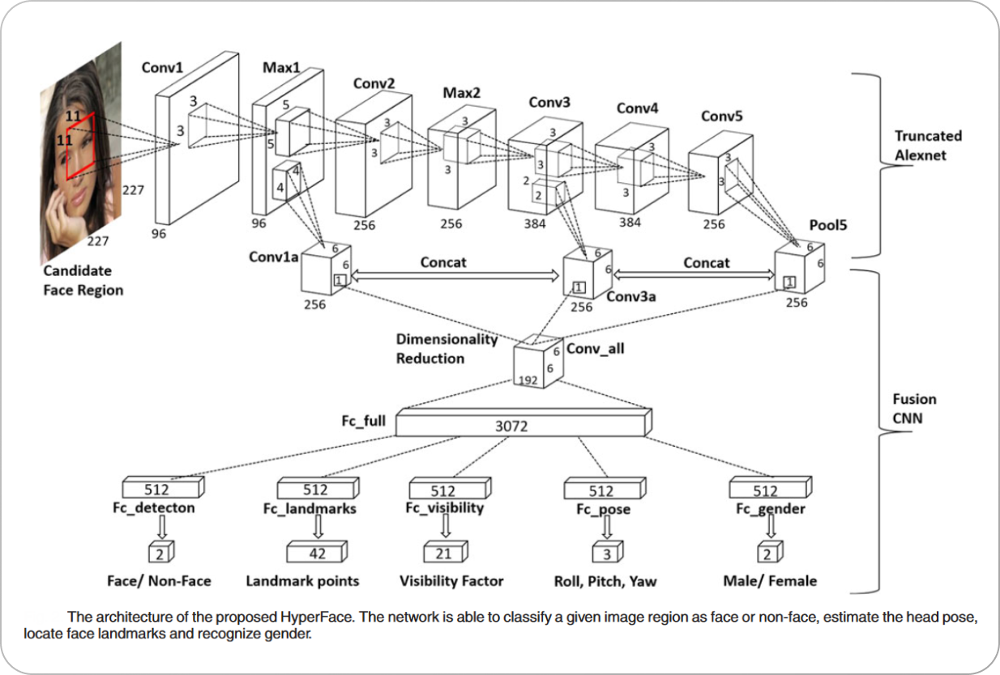 Conv1
Max1
Conv2
Max2
Conv3
Conv4
Conv5
11
11
3
3
5
5
3
3
3
3
3
3
3
3
3
3
4
4
2
2
227
227
96
96
256
256
384
384
256
Truncated
Alexnet
Candidate
Face Region
Conv1a
6
6
1
256
Concat
6
6
1
256
Conv3a
Concat
Pool5
6
6
1
256
Dimensionality
Reduction
6
6
192
Conv_all
Fc_full
3072
Fusion
CNN
512
512
512
512
512
Fc_detecton
Fc_landmarks
Fc_visibility
Fc_pose
Fc_gender
2
42
21
3
2
Face/ Non-Face
Landmark points
Visibility Factor
Roll, Pitch, Yaw
Male/ Female
The architecture of the proposed HyperFace. The network is able to classify a given image region as face or non-face, estimate the head pose,
locate face landmarks and recognize gender.